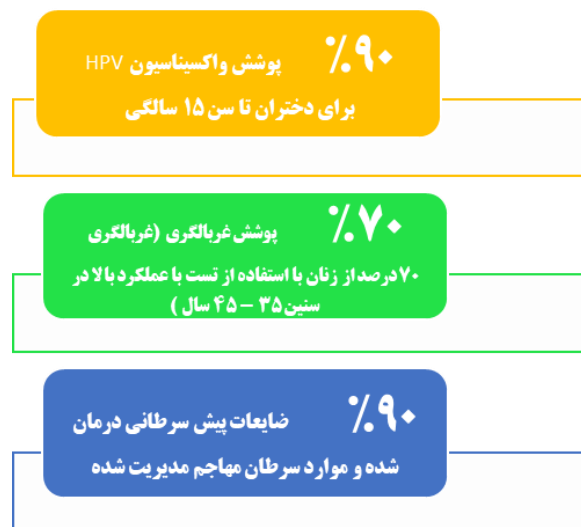 ٪۹۰ پوشش واکسیناسیون HPV
برای دختران تا سن ۱۵ سالگی
٪۷۰ پوشش غربالگری (غربالگری
۷۰ درصد از زنان با استفاده از تست با عملکرد بالا در
سنین ۳۵ – ۴۵ سال )
٪۹۰ ضایعات پیش سرطانی درمان
شده و موارد سرطان مهاجم مدیریت شده